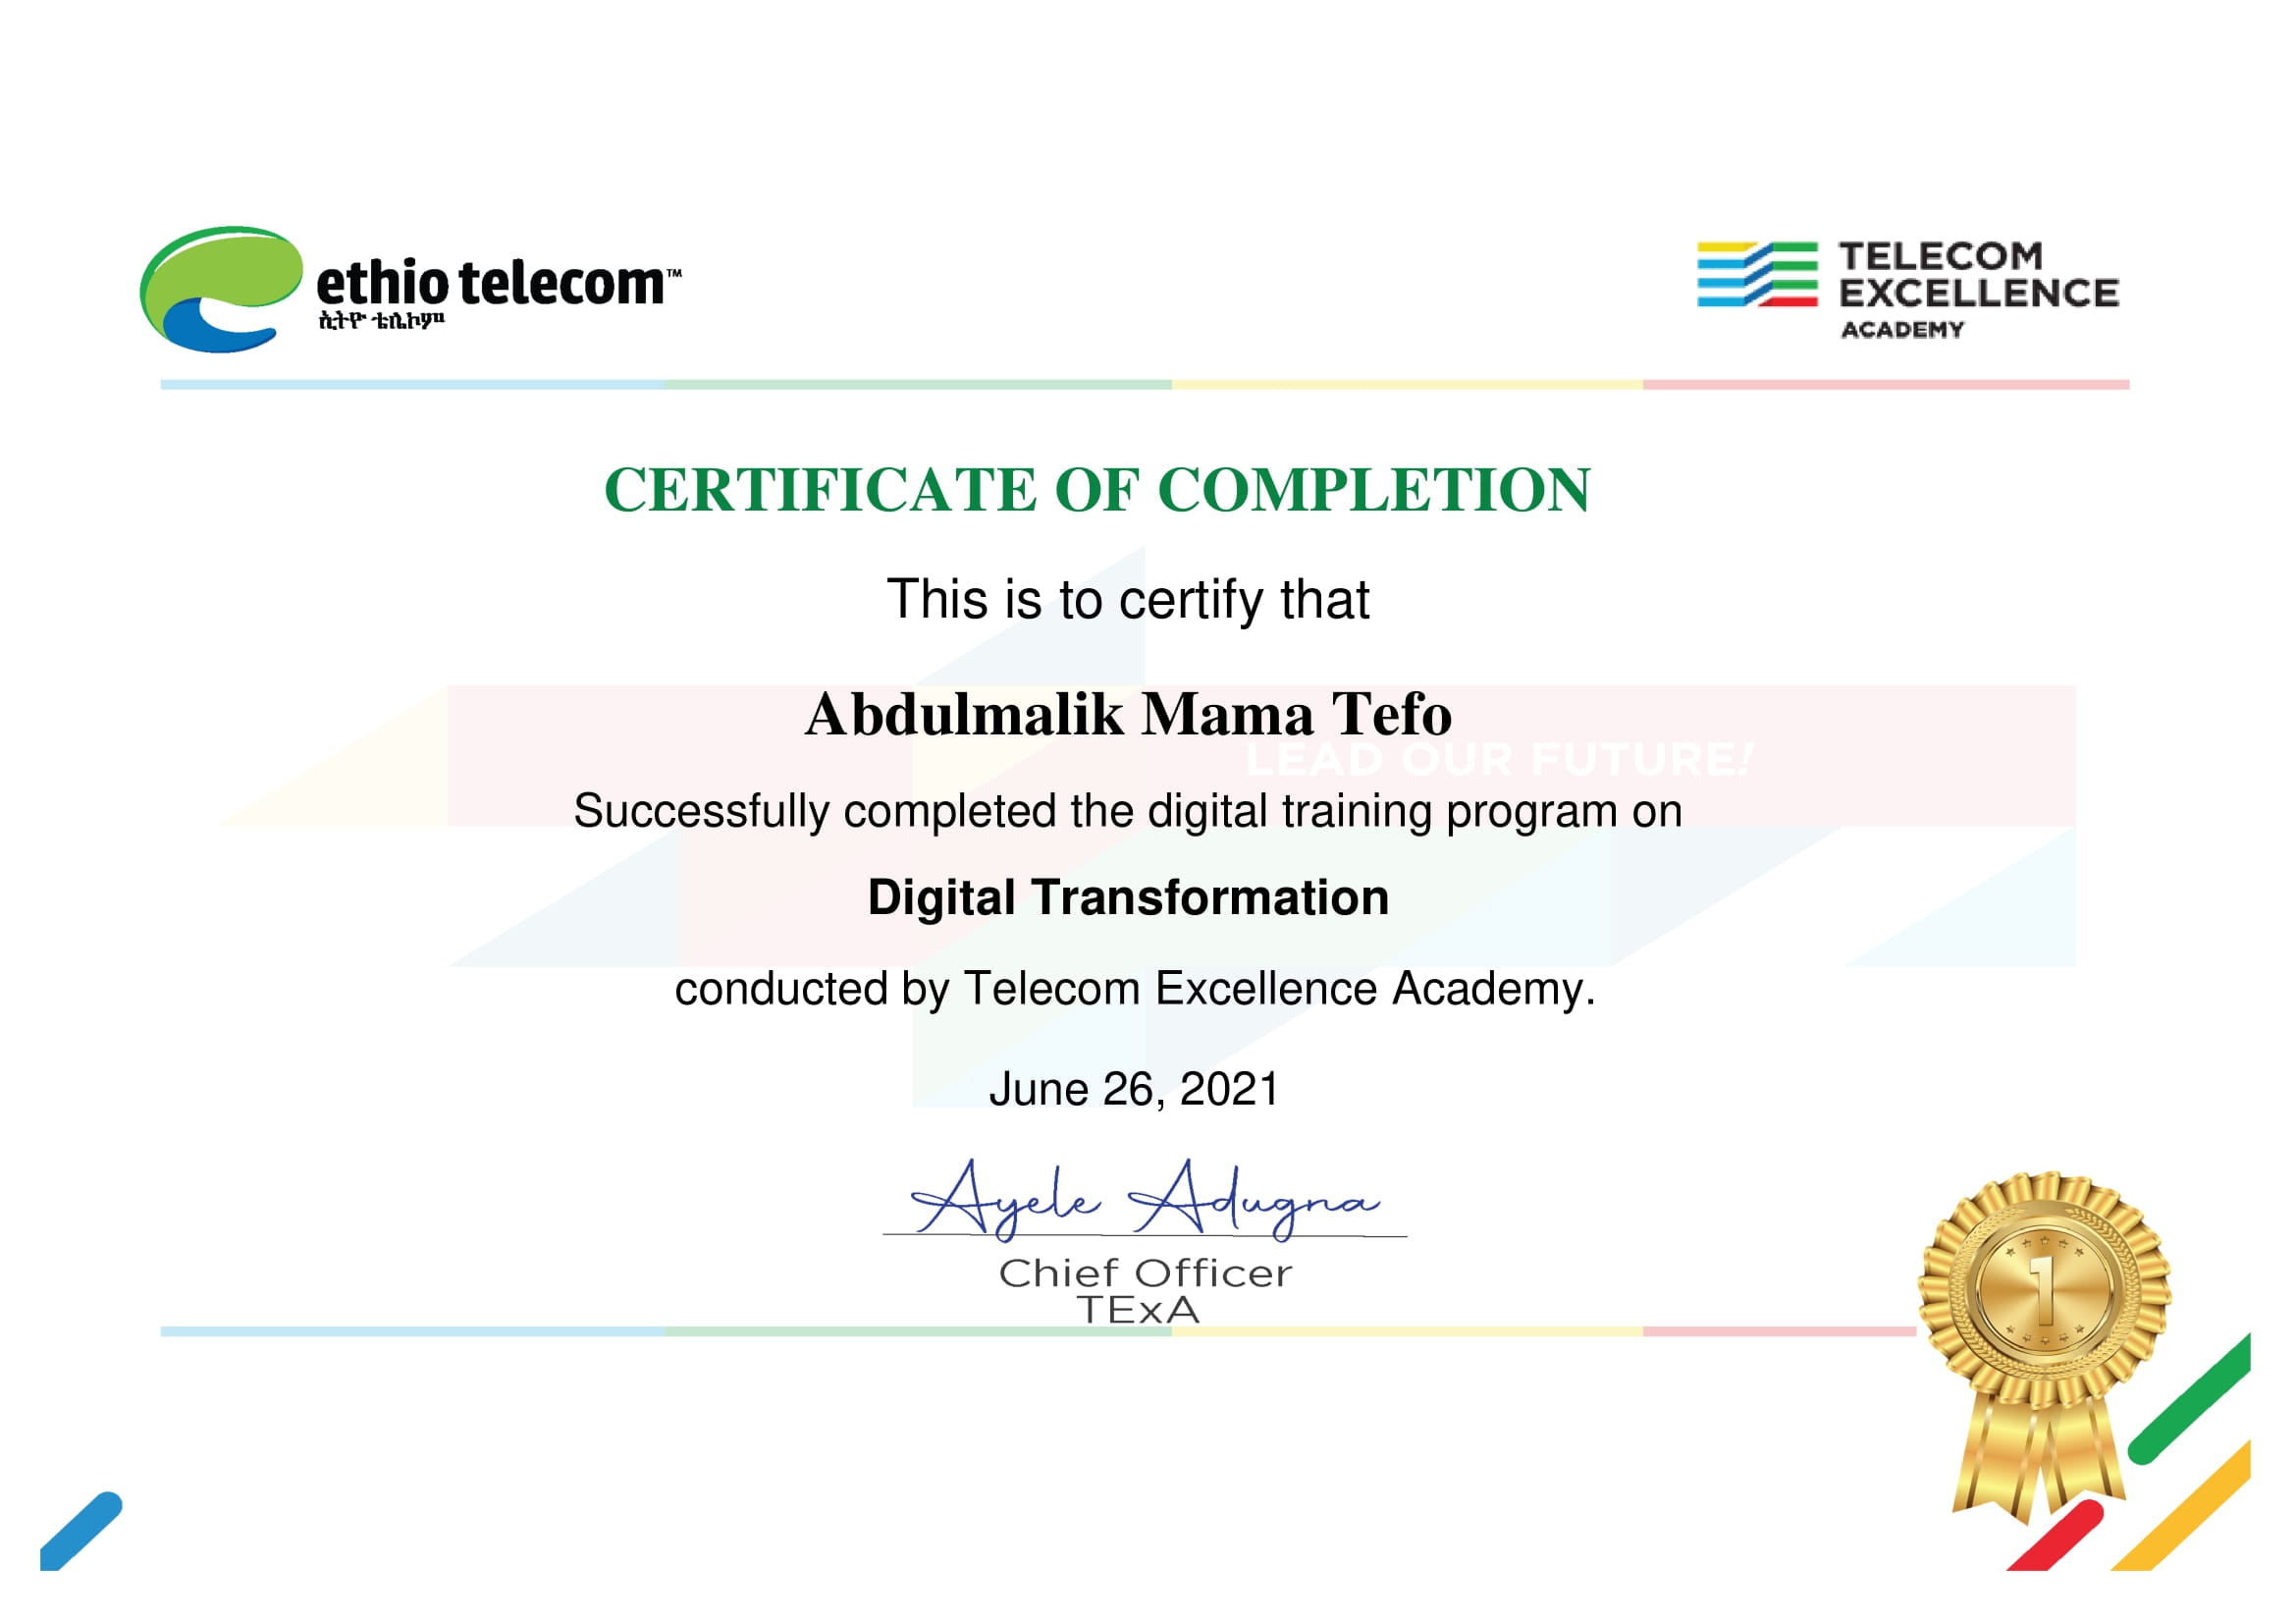 ethio telecom™
ኢትዮ ቴሌኮም
TELECOM
EXCELLENCE
ACADEMY
CERTIFICATE OF COMPLETION
This is to certify that
Abdulmalik Mama Tefo
LEAD OUR FUTURE!
Successfully completed the digital training program on
Digital Transformation
conducted by Telecom Excellence Academy.
June 26, 2021
Ayele Adugna
Chief Officer
TExA
1